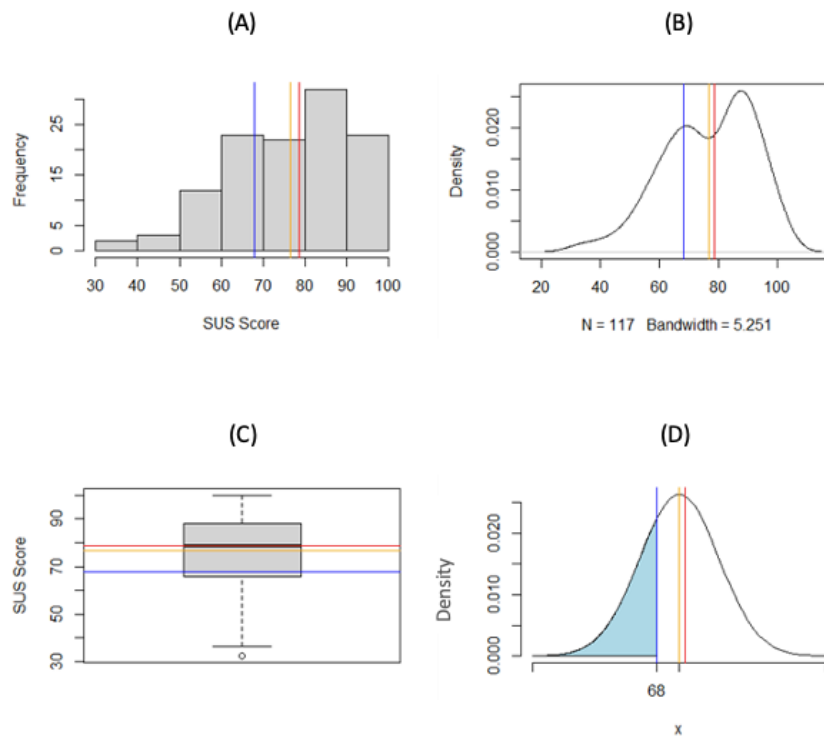 (A)
Frequency
25
15
5
0
30 40 50 60 70 80 90 100
SUS Score
(B)
Density
0.020
0.010
0.000
20 40 60 80 100
N = 117 Bandwidth = 5.251
(C)
SUS Score
90
70
50
30
(D)
Density
0.020
0.010
0.000
68
x